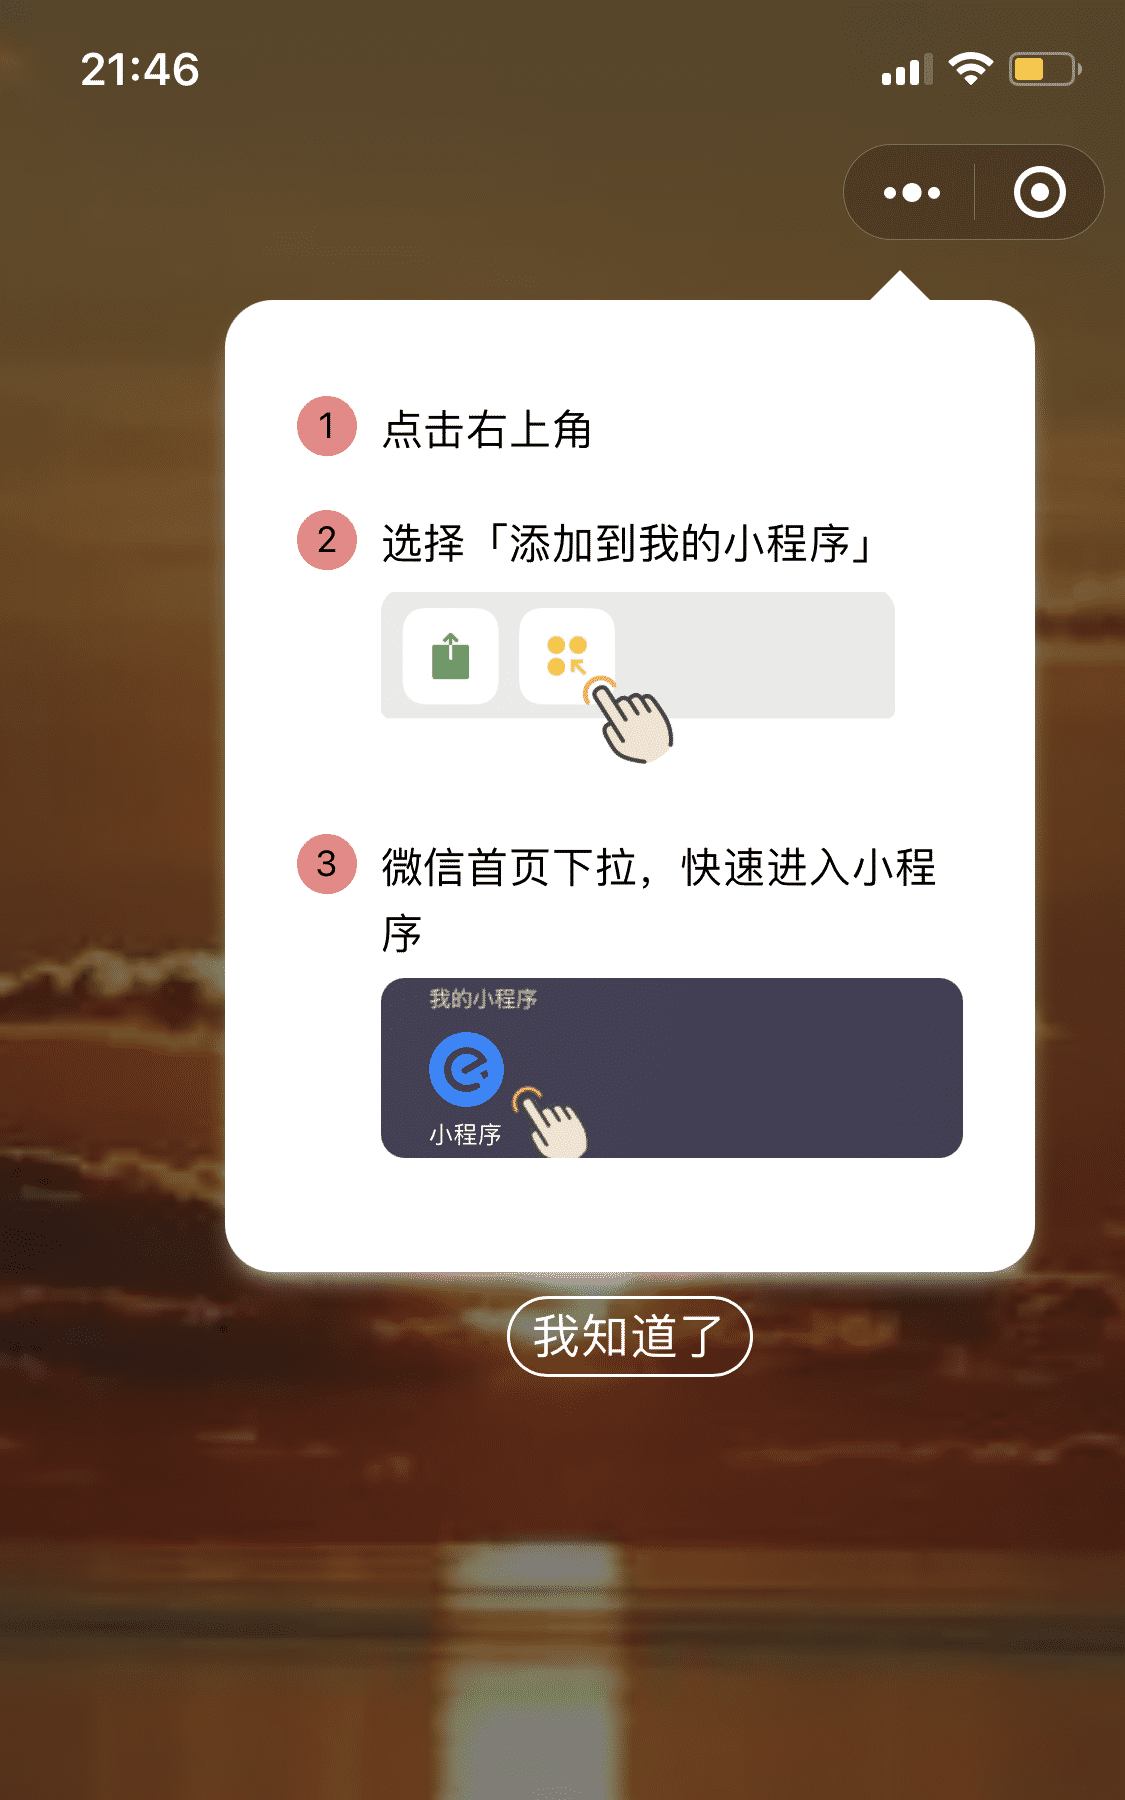 21:46
1 点击右上角
2 选择「添加到我的小程序」
3 微信首页下拉，快速进入小程
序
我的小程序
小程序
我知道了